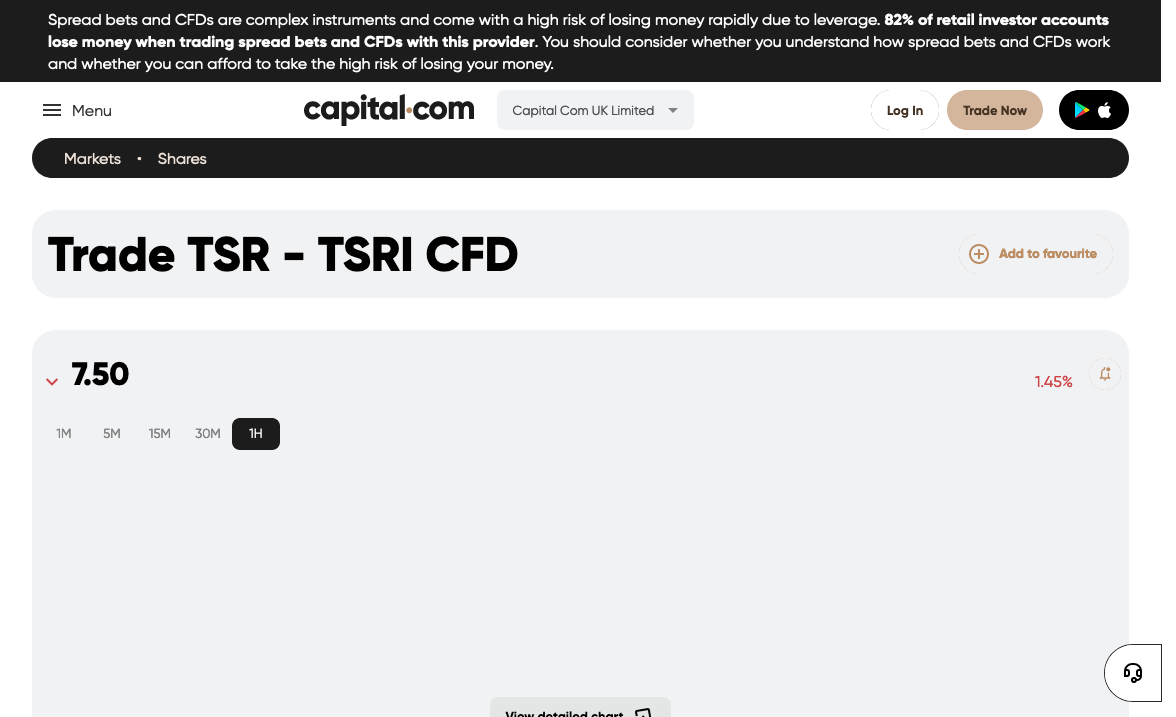 Spread bets and CFDs are complex instruments and come with a high risk of losing money rapidly due to leverage. 82% of retail investor accounts
lose money when trading spread bets and CFDs with this provider. You should consider whether you understand how spread bets and CFDs work
and whether you can afford to take the high risk of losing your money.
Menu
capital.com
Capital Com UK Limited
Log In
Trade Now
Markets • Shares
Trade TSR - TSRI CFD
Add to favourite
7.50
1.45%
1M 5M 15M 30M 1H
View detailed chart